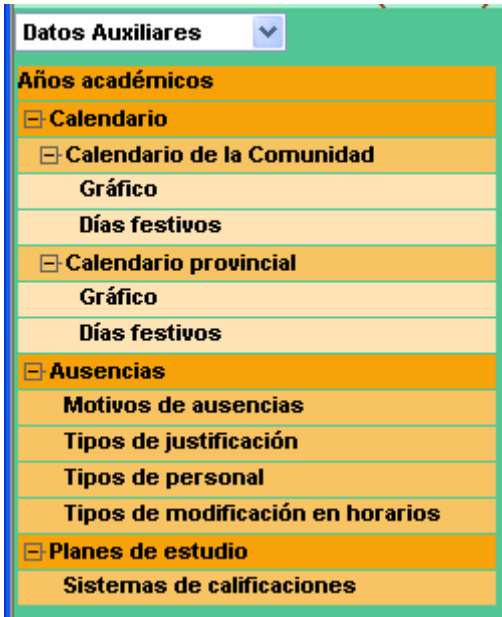 Datos Auxiliares
Años académicos
Calendario
Calendario de la Comunidad
Gráfico
Días festivos
Calendario provincial
Gráfico
Días festivos
Ausencias
Motivos de ausencias
Tipos de justificación
Tipos de personal
Tipos de modificación en horarios
Planes de estudio
Sistemas de calificaciones